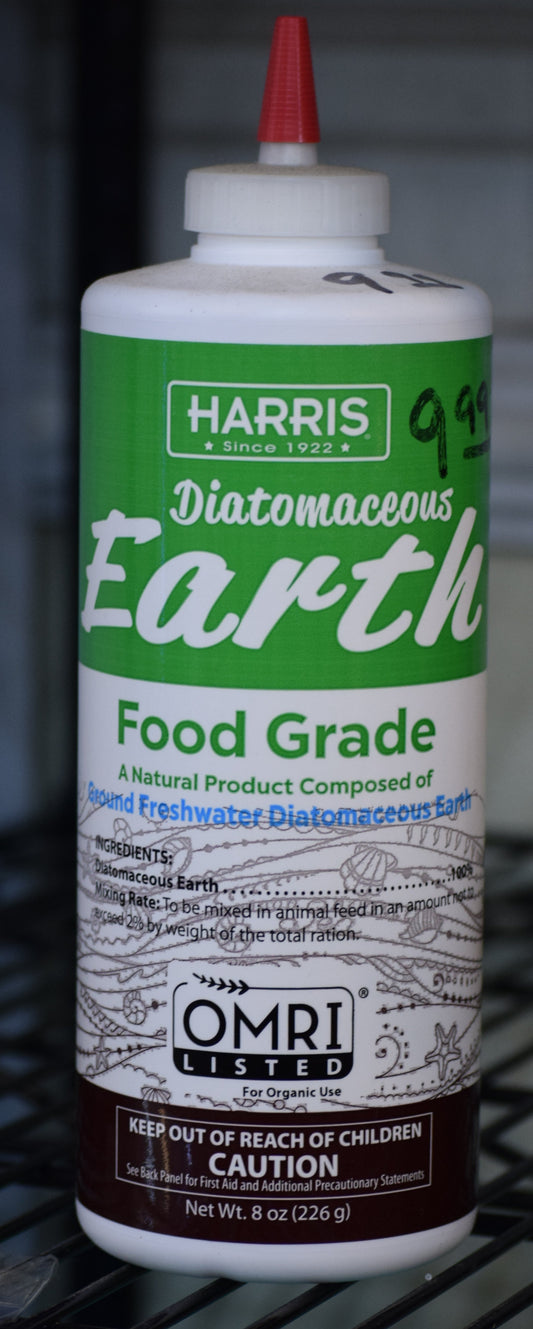 9 99
HARRIS
Since 1922
Diatomaceous
Earth
Food Grade
A Natural Product Composed of
Ground Freshwater Diatomaceous Earth
INGREDIENTS:
Diatomaceous Earth ........................................100%
Mixing Rate: To be mixed in animal feed in an amount not to
exceed 2% by weight of the total ration.
OMRI®
LISTED
For Organic Use
KEEP OUT OF REACH OF CHILDREN
CAUTION
See Back Panel for First Aid and Additional Precautionary Statements
Net Wt. 8 oz (226 g)